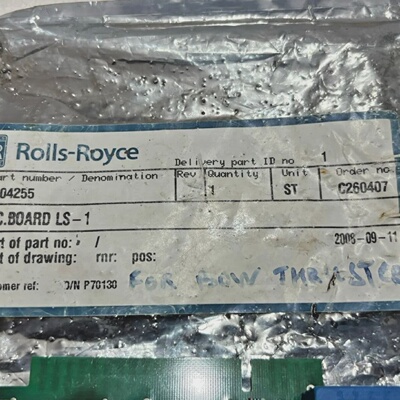 Rolls-Royce
Delivery part ID no 1
art number / Denomination Rev Quantity Unit Order no
04255 1 ST C260407
C.BOARD LS-1
t of part no: /
t of drawing: rnr: pos: 2008-09-11
omer ref: O/N P70130
FOR BOW THRUSTER